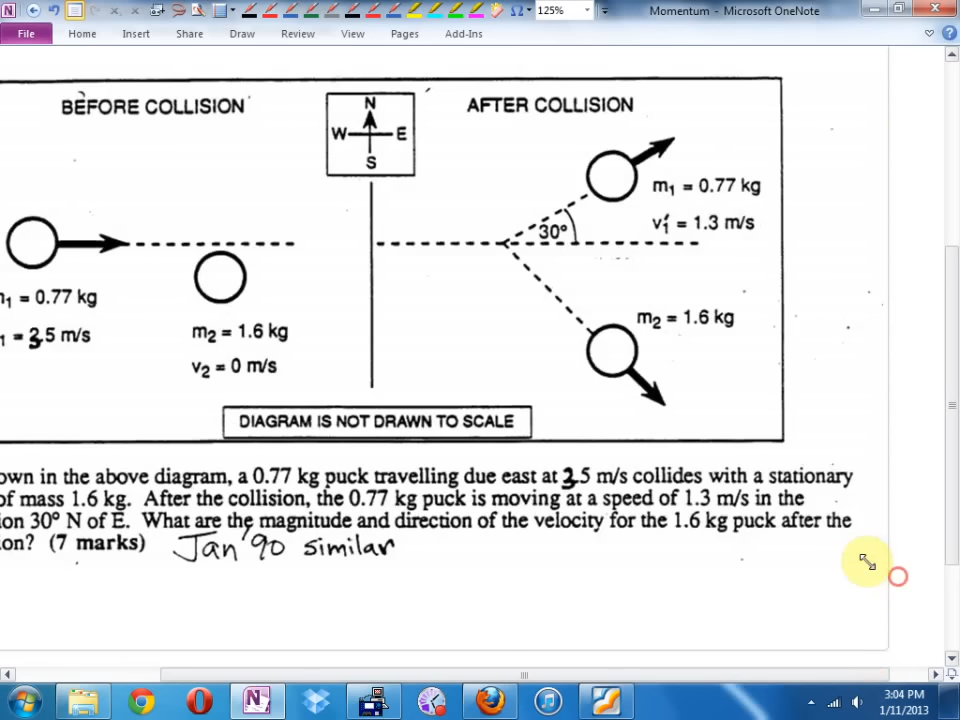 125%
Momentum - Microsoft OneNote
File Home Insert Share Draw Review View Pages Add-Ins
BEFORE COLLISION
N
W E
S
AFTER COLLISION
m₁ = 0.77 kg
v₁′ = 1.3 m/s
30°
= 0.77 kg
m₂ = 1.6 kg
m₂ = 1.6 kg
v₂ = 0 m/s
DIAGRAM IS NOT DRAWN TO SCALE
own in the above diagram, a 0.77 kg puck travelling due east at 3.5 m/s collides with a stationary
of mass 1.6 kg. After the collision, the 0.77 kg puck is moving at a speed of 1.3 m/s in the
ion 30° N of E. What are the magnitude and direction of the velocity for the 1.6 kg puck after the
on? (7 marks) Jan '90 similar
3:04 PM
1/11/2013